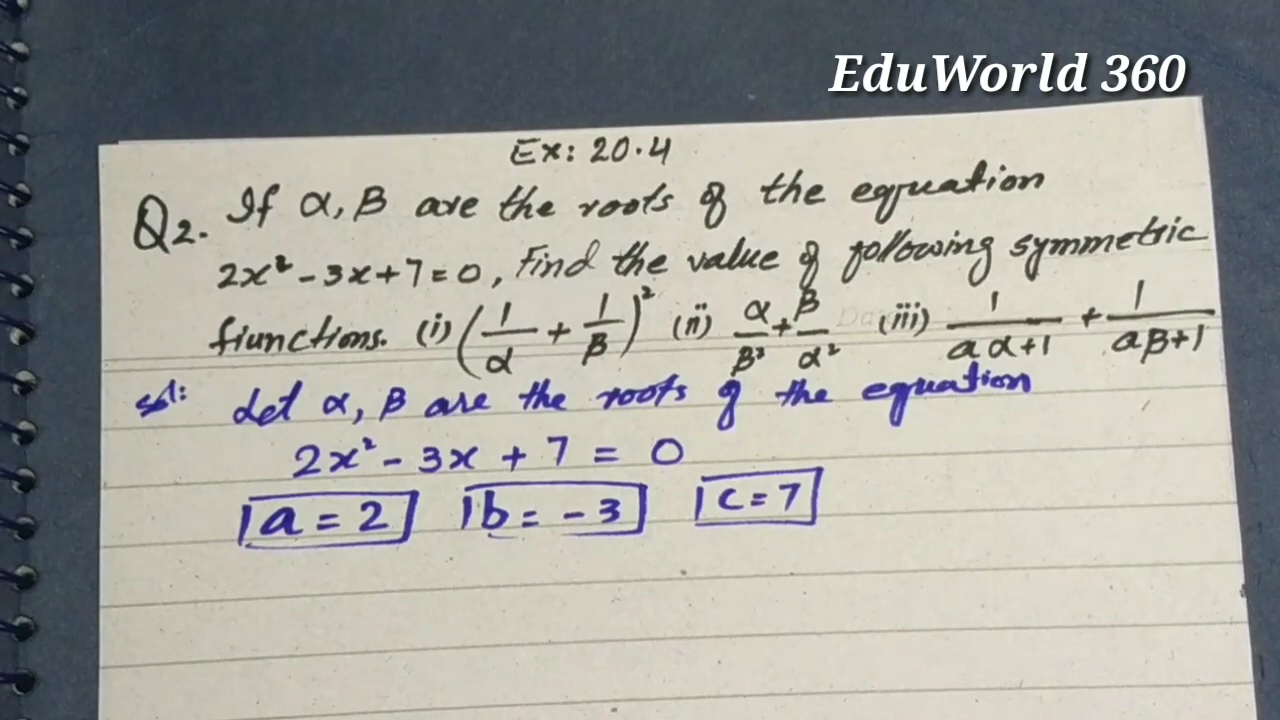 EduWorld 360
Ex: 20.4
Q2. If α, β are the roots of the equation
2x² - 3x + 7 = 0, Find the value of following symmetric
fiunctions. (i) (1/α + 1/β)² (ii) α/β² + β/α² (iii) 1/(aα+1) + 1/(aβ+1)
Sol: Let α, β are the roots of the equation
2x² - 3x + 7 = 0
a = 2 b = -3 c = 7